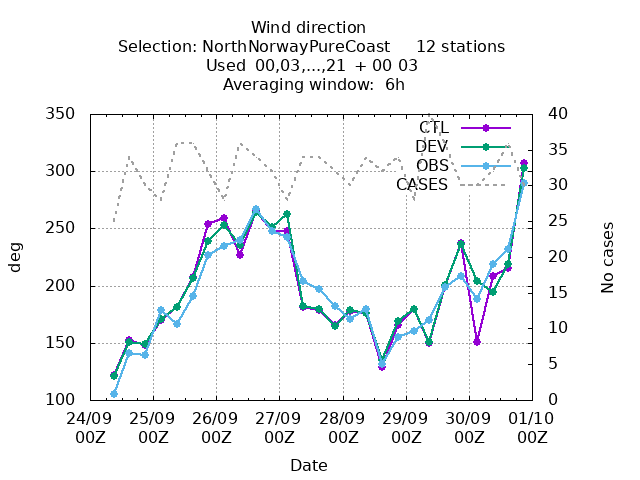 Wind direction
Selection: NorthNorwayPureCoast 12 stations
Used 00,03,...,21 + 00 03
Averaging window: 6h
350
300
250
200
150
100
deg
40
35
30
25
20
15
10
5
0
No cases
CTL
DEV
OBS
CASES
24/09 25/09 26/09 27/09 28/09 29/09 30/09 01/10
00Z 00Z 00Z 00Z 00Z 00Z 00Z 00Z
Date